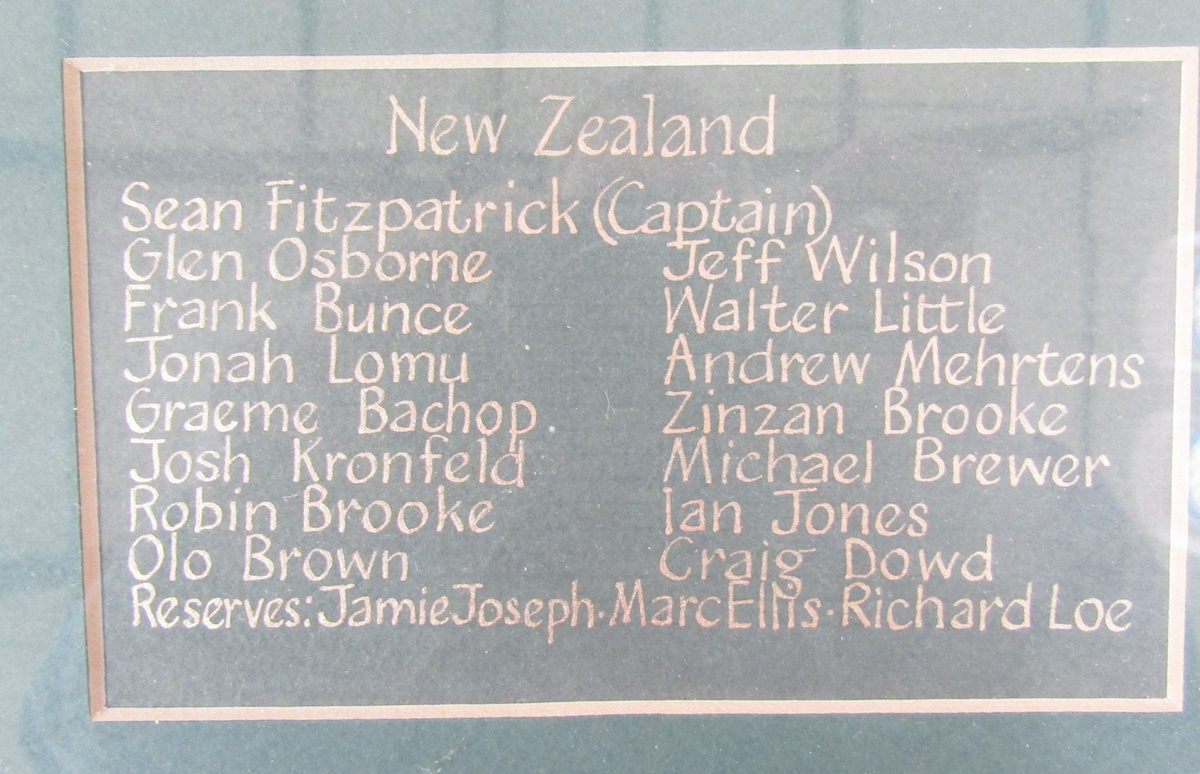 New Zealand
Sean Fitzpatrick (Captain)
Glen Osborne Jeff Wilson
Frank Bunce Walter Little
Jonah Lomu Andrew Mehrtens
Graeme Bachop Zinzan Brooke
Josh Kronfeld Michael Brewer
Robin Brooke Ian Jones
Olo Brown Craig Dowd
Reserves: Jamie Joseph · Marc Ellis · Richard Loe